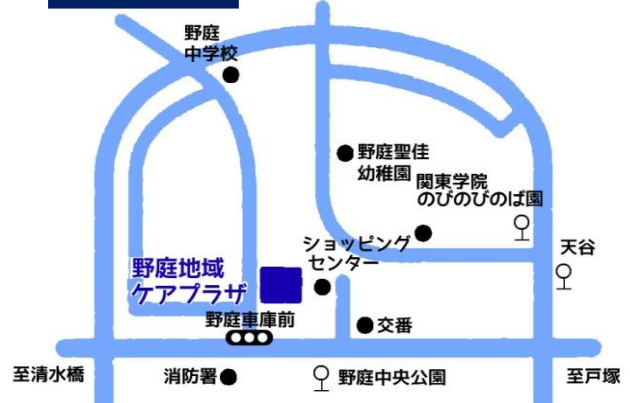 野庭
中学校
野庭聖佳
幼稚園
関東学院
のびのびのば園
天谷
ショッピング
センター
野庭地域
ケアプラザ
野庭車庫前
交番
至清水橋
消防署
野庭中央公園
至戸塚